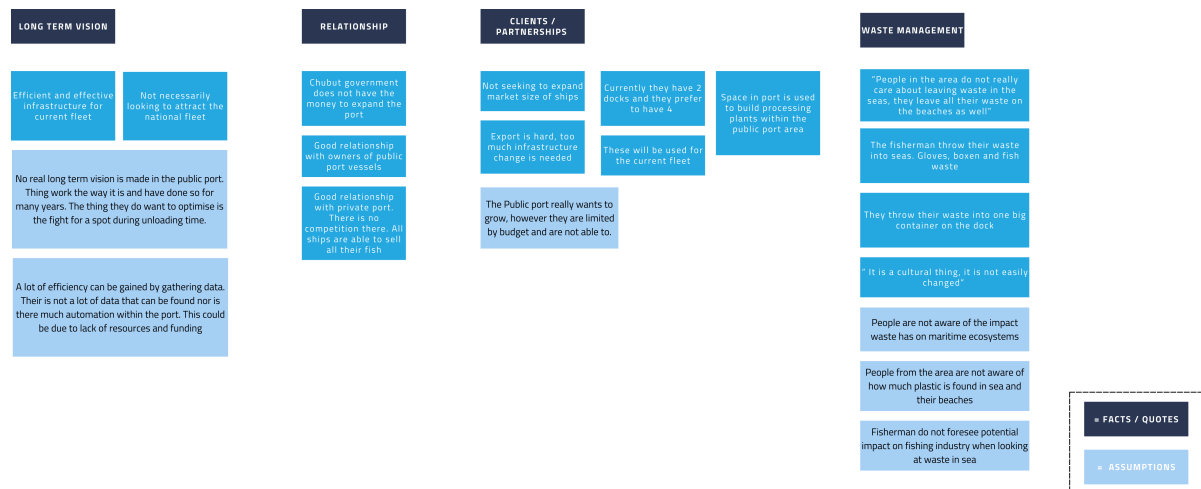 LONG TERM VISION
Efficient and effective
infrastructure for
current fleet
Not necessarily
looking to attract the
national fleet
No real long term vision is made in the public port.
Thing work the way it is and have done so for
many years. The thing they do want to optimise is
the fight for a spot during unloading time.
A lot of efficiency can be gained by gathering data.
Their is not a lot of data that can be found nor is
there much automation within the port. This could
be due to lack of resources and funding
RELATIONSHIP
Chubut government
does not have the
money to expand the
port
Good relationship
with owners of public
port vessels
Good relationship
with private port.
There is no
competition there. All
ships are able to sell
all their fish
CLIENTS /
PARTNERSHIPS
Not seeking to expand
market size of ships
Export is hard, too
much infrastructure
change is needed
Currently they have 2
docks and they prefer
to have 4
These will be used for
the current fleet
Space in port is used
to build processing
plants within the
public port area
The Public port really wants to
grow, however they are limited
by budget and are not able to.
WASTE MANAGEMENT
"People in the area do not really
care about leaving waste in the
seas, they leave all their waste on
the beaches as well"
The fisherman throw their waste
into seas. Gloves, boxen and fish
waste
They throw their waste into one big
container on the dock
" It is a cultural thing, it is not easily
changed"
People are not aware of the impact
waste has on maritime ecosystems
People from the area are not aware of
how much plastic is found in sea and
their beaches
Fisherman do not foresee potential
impact on fishing industry when looking
at waste in sea
= FACTS / QUOTES
= ASSUMPTIONS